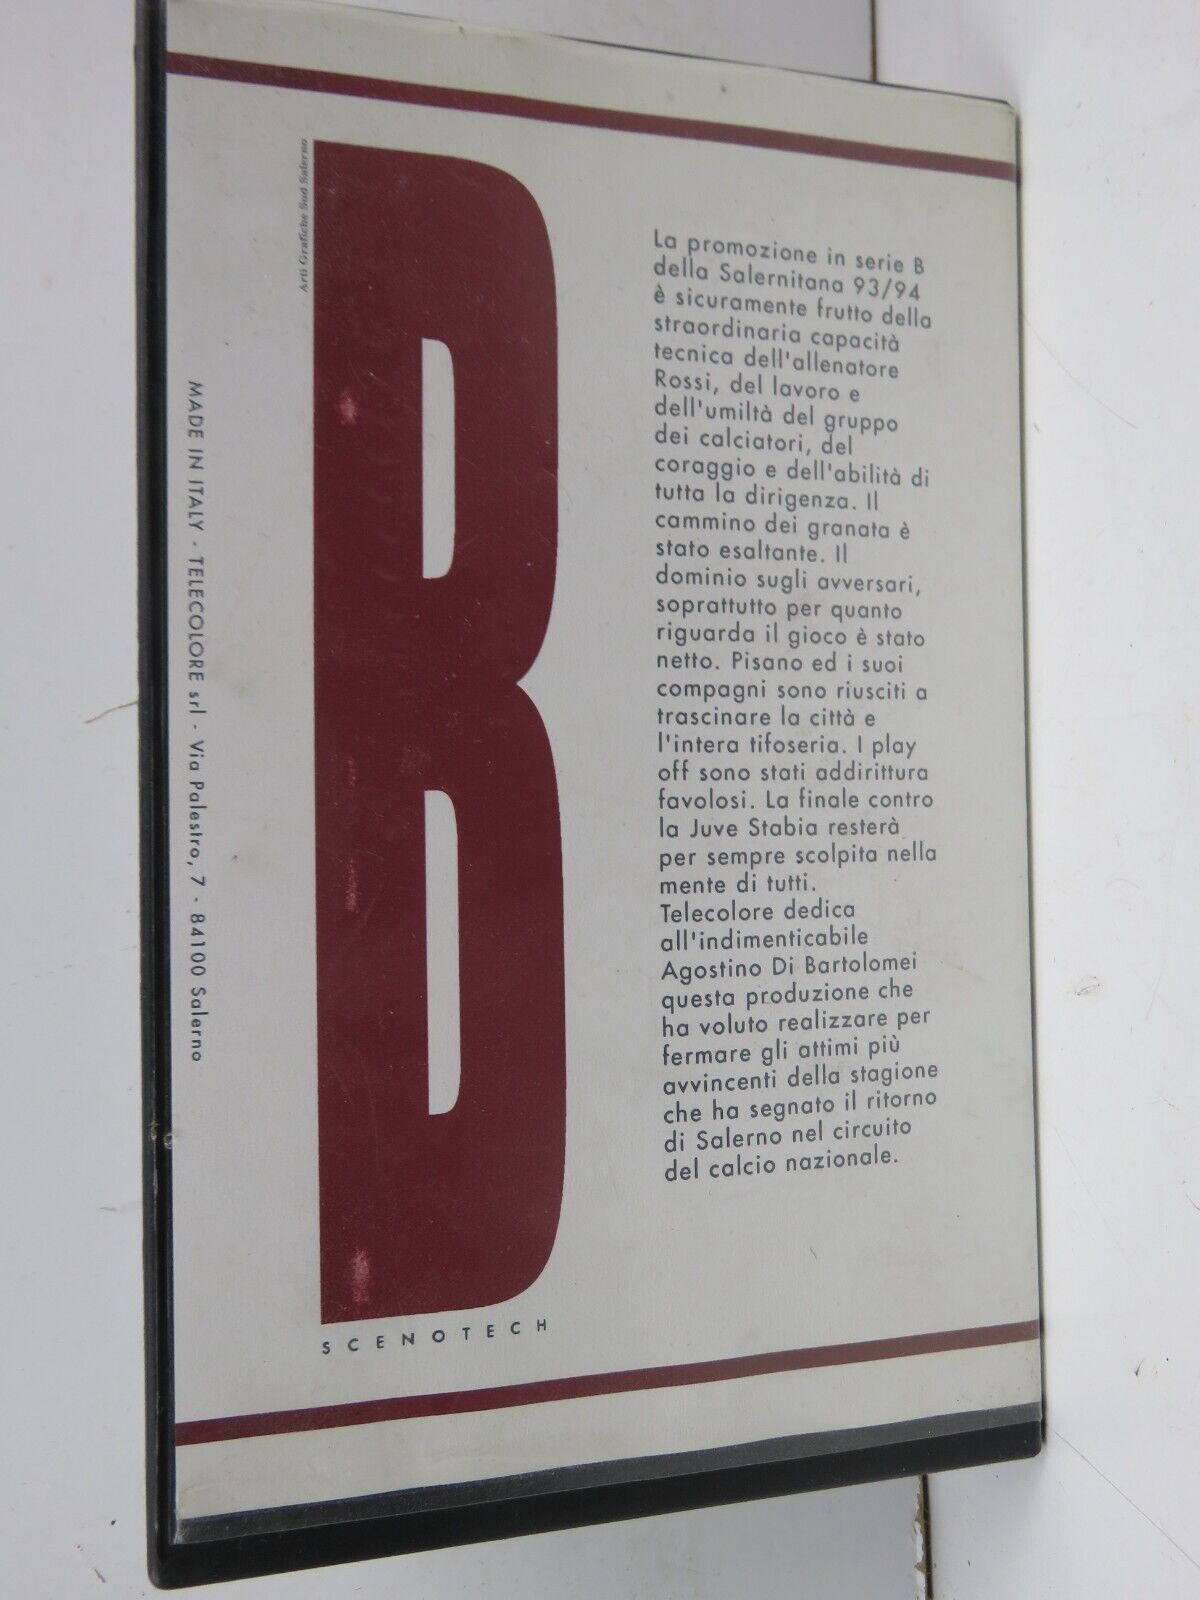 Arti Grafiche Sud Salerno
B
SCENOTECH
La promozione in serie B
della Salernitana 93/94
è sicuramente frutto della
straordinaria capacità
tecnica dell'allenatore
Rossi, del lavoro e
dell'umiltà del gruppo
dei calciatori, del
coraggio e dell'abilità di
tutta la dirigenza. Il
cammino dei granata è
stato esaltante. Il
dominio sugli avversari,
soprattutto per quanto
riguarda il gioco è stato
netto. Pisano ed i suoi
compagni sono riusciti a
trascinare la città e
l'intera tifoseria. I play
off sono stati addirittura
favolosi. La finale contro
la Juve Stabia resterà
per sempre scolpita nella
mente di tutti.
Telecolore dedica
all'indimenticabile
Agostino Di Bartolomei
questa produzione che
ha voluto realizzare per
fermare gli attimi più
avvincenti della stagione
che ha segnato il ritorno
di Salerno nel circuito
del calcio nazionale.
MADE IN ITALY - TELECOLORE srl - Via Palestro, 7 - 84100 Salerno